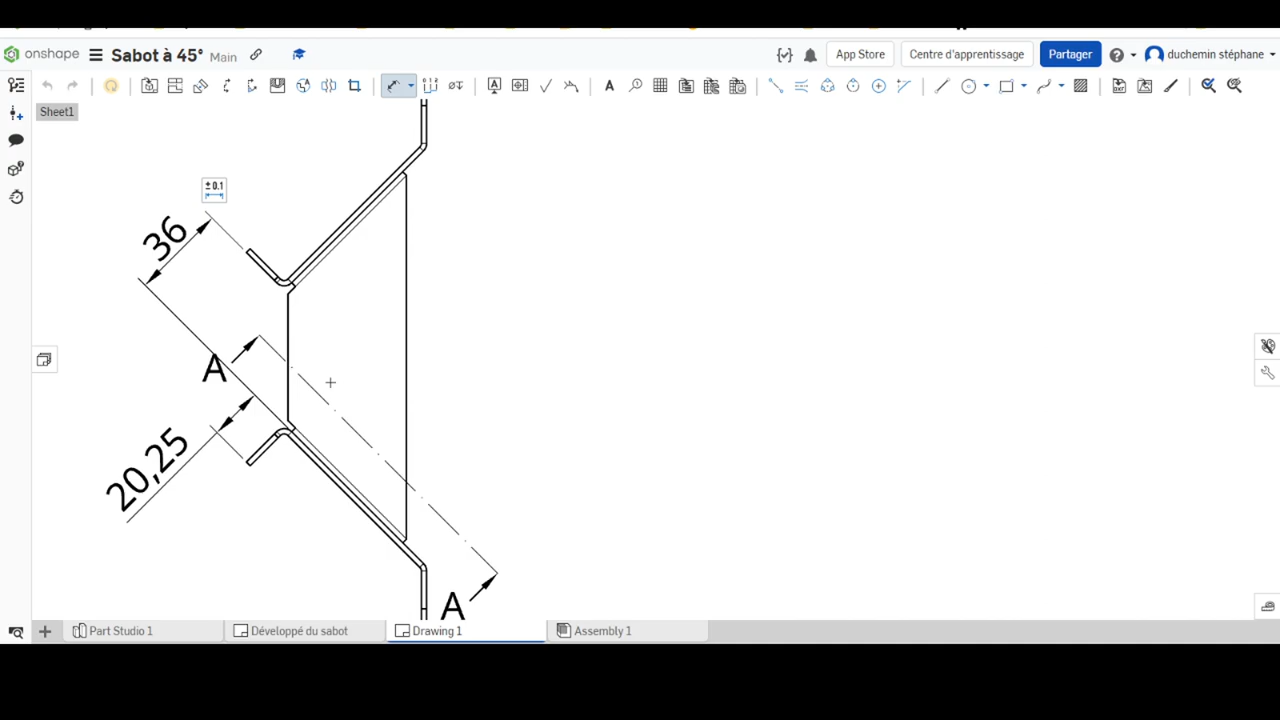 onshape Sabot à 45° Main App Store Centre d'apprentissage Partager duchemin stéphane
A
Sheet1
± 0.1
36
A
20,25
A
Part Studio 1 Développé du sabot Drawing 1 Assembly 1